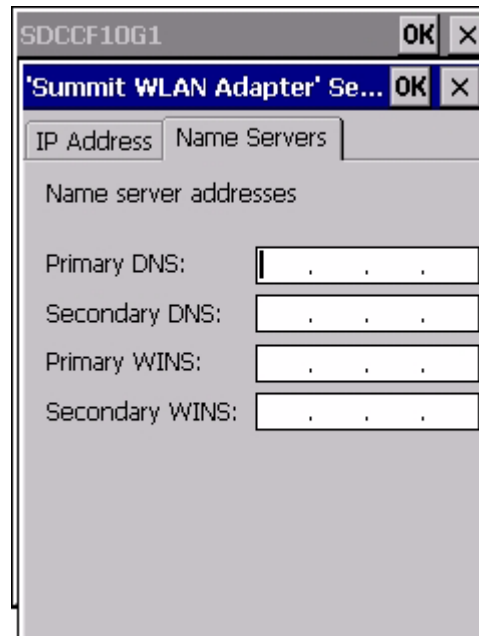 SDCCF10G1 OK ×
'Summit WLAN Adapter' Se... OK ×
IP Address Name Servers
Name server addresses
Primary DNS: . . .
Secondary DNS: . . .
Primary WINS: . . .
Secondary WINS: . . .